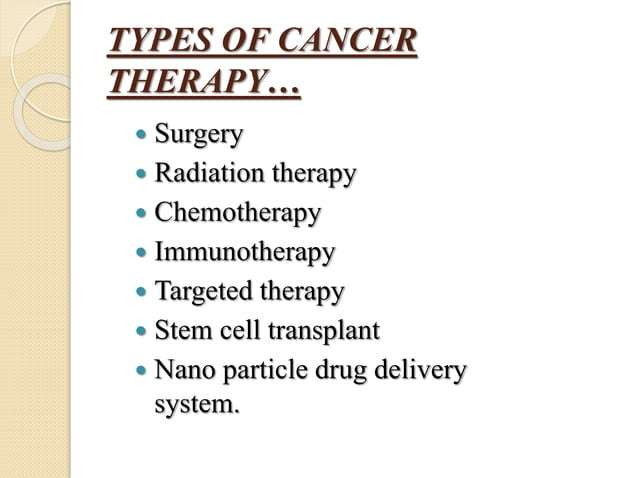 TYPES OF CANCER
THERAPY…
• Surgery
• Radiation therapy
• Chemotherapy
• Immunotherapy
• Targeted therapy
• Stem cell transplant
• Nano particle drug delivery
system.